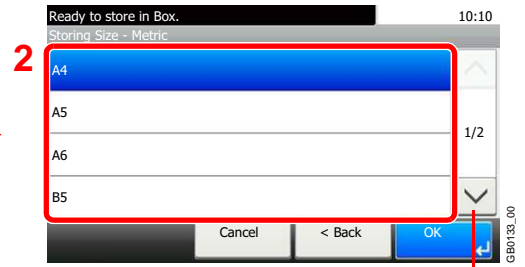 Ready to store in Box. 10:10
Storing Size - Metric
2
A4
A5
1/2
A6
B5
Cancel < Back OK
GB0133_00